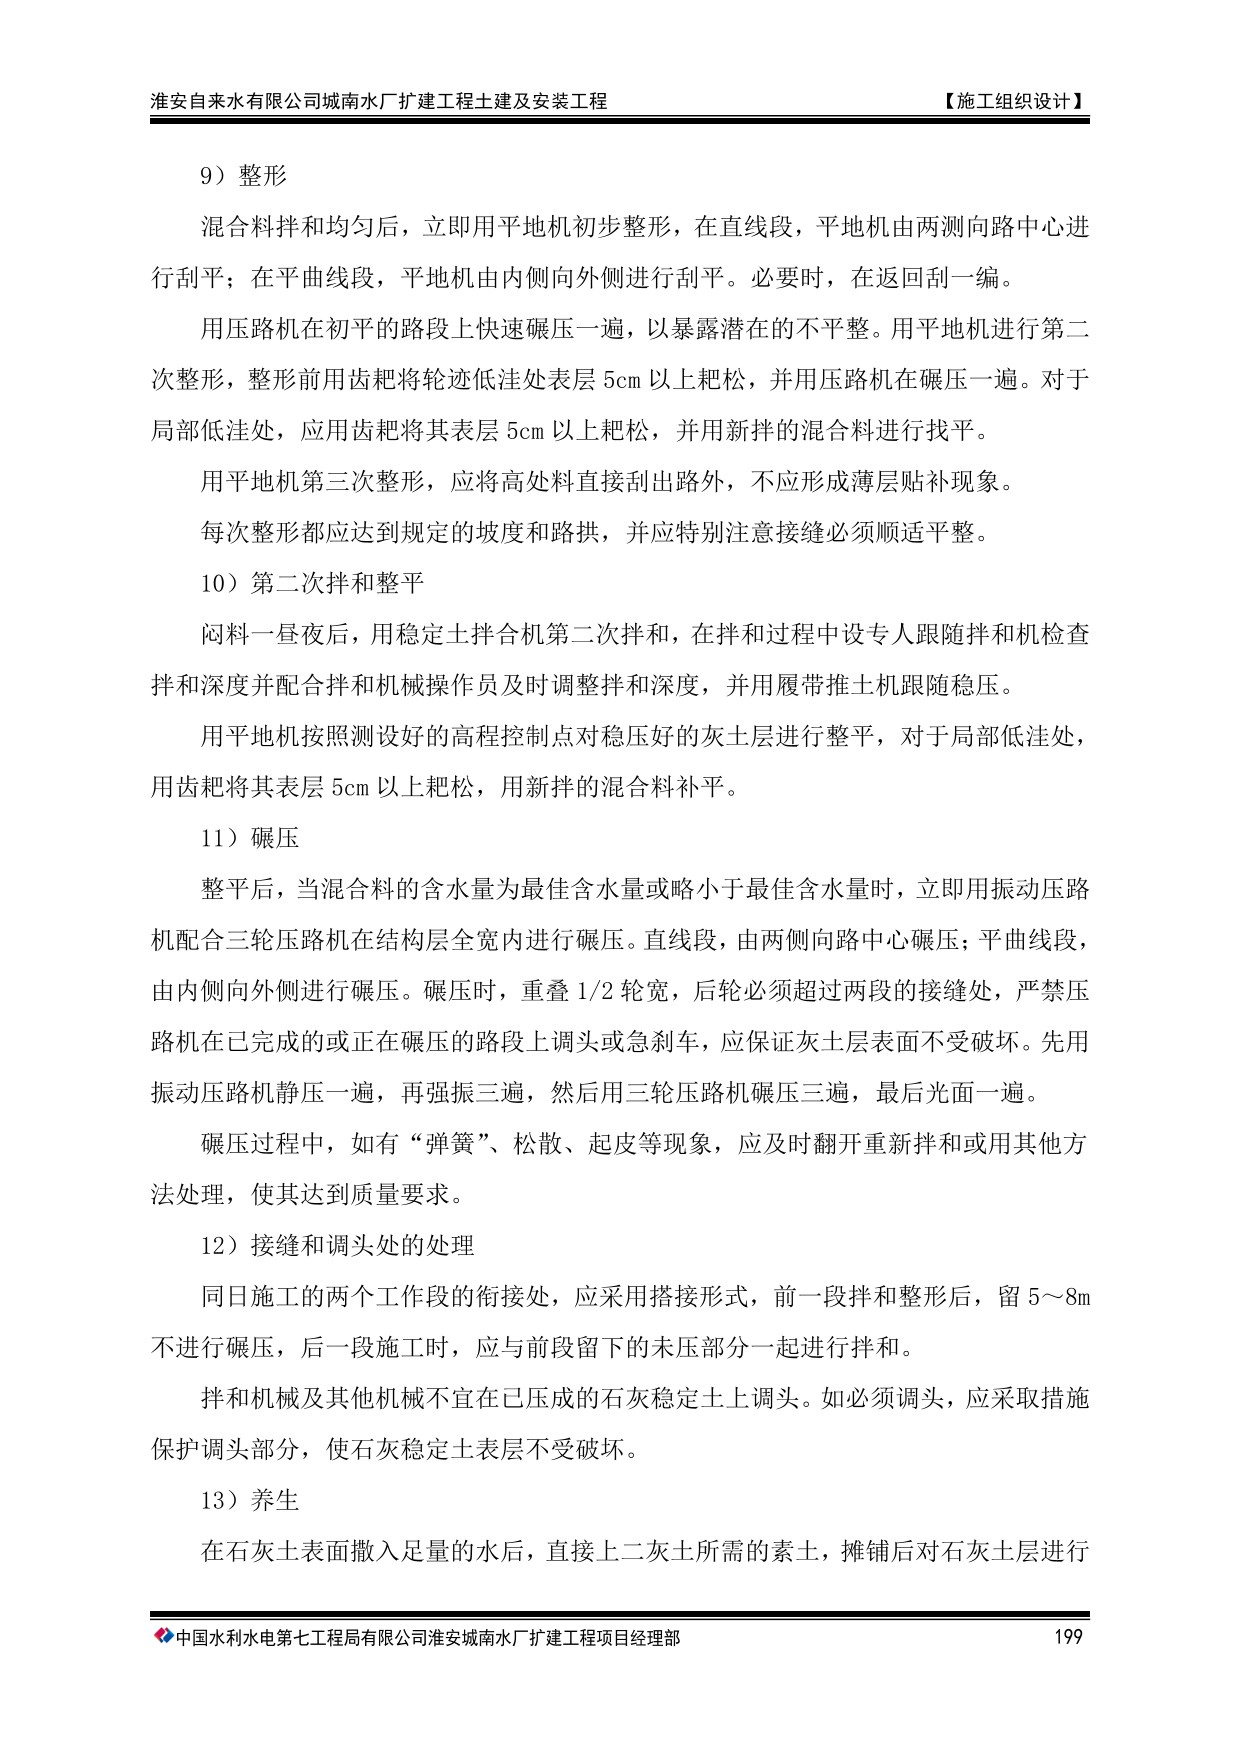 淮安自来水有限公司城南水厂扩建工程土建及安装工程 【施工组织设计】
9）整形
混合料拌和均匀后，立即用平地机初步整形，在直线段，平地机由两测向路中心进
行刮平；在平曲线段，平地机由内侧向外侧进行刮平。必要时，在返回刮一编。
用压路机在初平的路段上快速碾压一遍，以暴露潜在的不平整。用平地机进行第二
次整形，整形前用齿耙将轮迹低洼处表层 5cm 以上耙松，并用压路机在碾压一遍。对于
局部低洼处，应用齿耙将其表层 5cm 以上耙松，并用新拌的混合料进行找平。
用平地机第三次整形，应将高处料直接刮出路外，不应形成薄层贴补现象。
每次整形都应达到规定的坡度和路拱，并应特别注意接缝必须顺适平整。
10）第二次拌和整平
闷料一昼夜后，用稳定土拌合机第二次拌和，在拌和过程中设专人跟随拌和机检查
拌和深度并配合拌和机械操作员及时调整拌和深度，并用履带推土机跟随稳压。
用平地机按照测设好的高程控制点对稳压好的灰土层进行整平，对于局部低洼处，
用齿耙将其表层 5cm 以上耙松，用新拌的混合料补平。
11）碾压
整平后，当混合料的含水量为最佳含水量或略小于最佳含水量时，立即用振动压路
机配合三轮压路机在结构层全宽内进行碾压。直线段，由两侧向路中心碾压；平曲线段，
由内侧向外侧进行碾压。碾压时，重叠 1/2 轮宽，后轮必须超过两段的接缝处，严禁压
路机在已完成的或正在碾压的路段上调头或急刹车，应保证灰土层表面不受破坏。先用
振动压路机静压一遍，再强振三遍，然后用三轮压路机碾压三遍，最后光面一遍。
碾压过程中，如有“弹簧”、松散、起皮等现象，应及时翻开重新拌和或用其他方
法处理，使其达到质量要求。
12）接缝和调头处的处理
同日施工的两个工作段的衔接处，应采用搭接形式，前一段拌和整形后，留 5～8m
不进行碾压，后一段施工时，应与前段留下的未压部分一起进行拌和。
拌和机械及其他机械不宜在已压成的石灰稳定土上调头。如必须调头，应采取措施
保护调头部分，使石灰稳定土表层不受破坏。
13）养生
在石灰土表面撒入足量的水后，直接上二灰土所需的素土，摊铺后对石灰土层进行
中国水利水电第七工程局有限公司淮安城南水厂扩建工程项目经理部 199